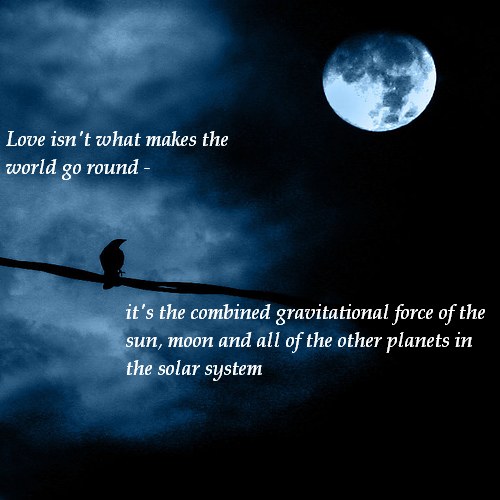 Love isn't what makes the
world go round -
it's the combined gravitational force of the
sun, moon and all of the other planets in
the solar system